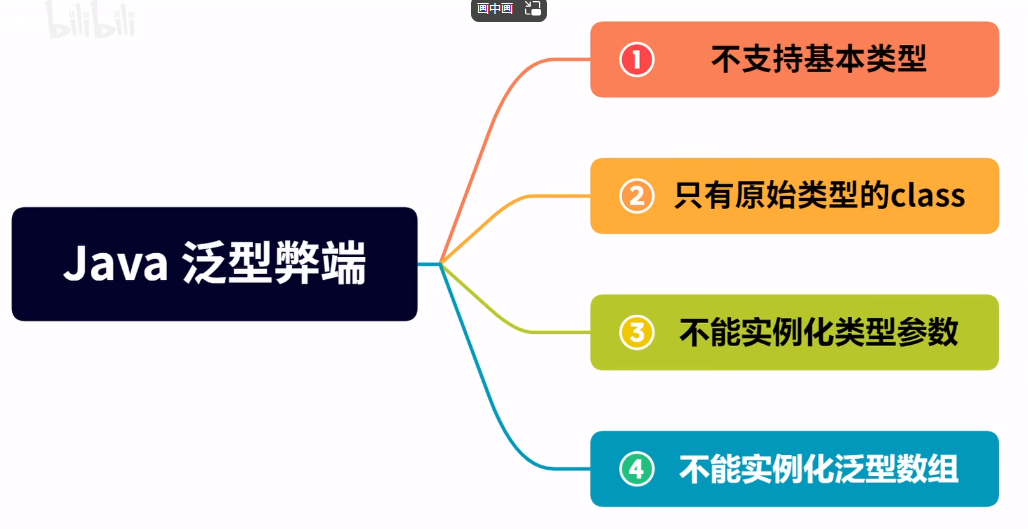 bilibili
画中画
Java 泛型弊端
1 不支持基本类型
2 只有原始类型的class
3 不能实例化类型参数
4 不能实例化泛型数组